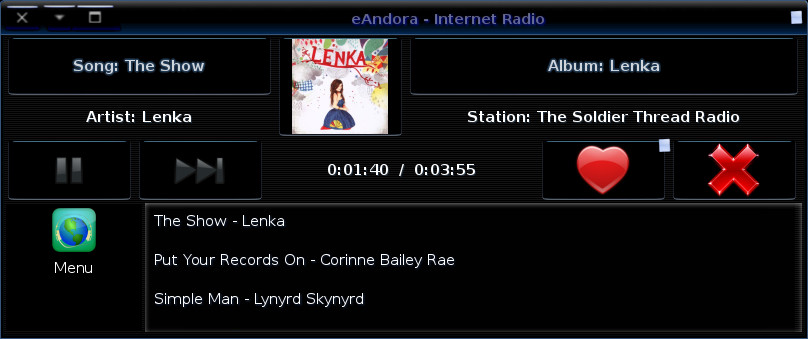 eAndora - Internet Radio
Song: The Show
LENKA
Album: Lenka
Artist: Lenka
Station: The Soldier Thread Radio
0:01:40 / 0:03:55
Menu
The Show - Lenka
Put Your Records On - Corinne Bailey Rae
Simple Man - Lynyrd Skynyrd